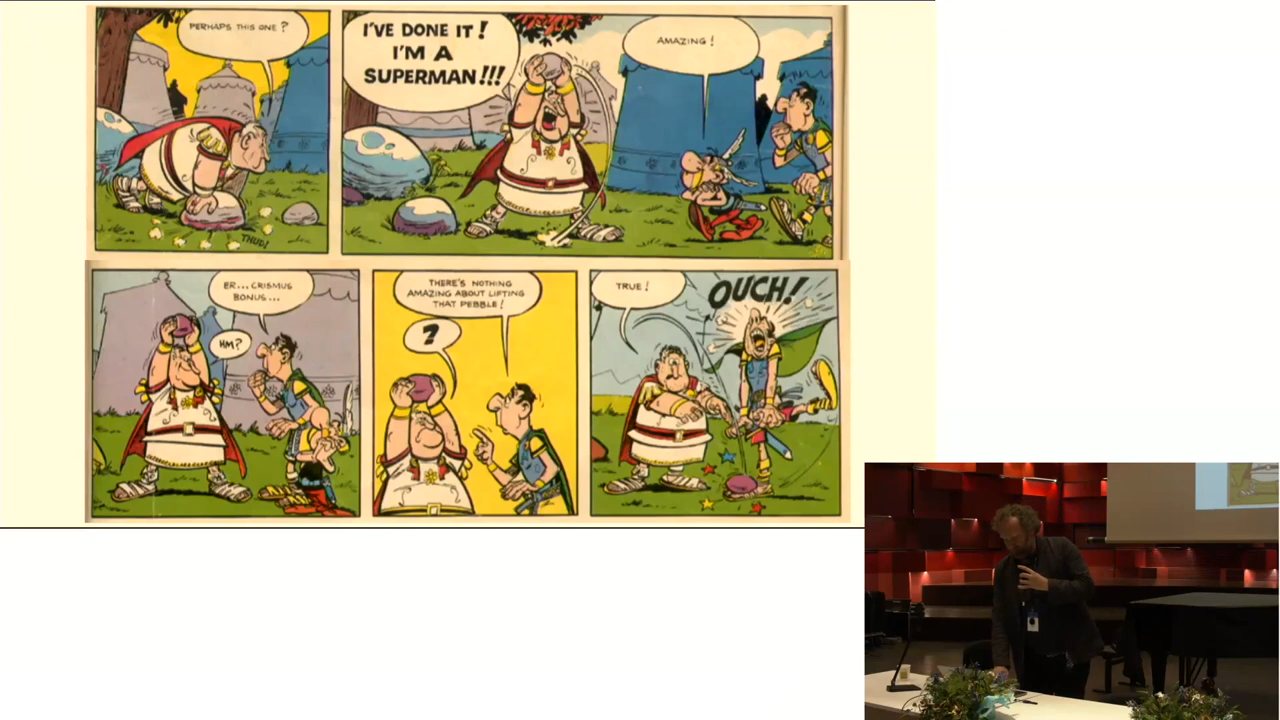 PERHAPS THIS ONE?
THUD!
I'VE DONE IT!
I'M A
SUPERMAN!!!
AMAZING!
ER... CRISMUS
BONUS...
HM?
THERE'S NOTHING
AMAZING ABOUT LIFTING
THAT PEBBLE!
?
TRUE!
OUCH!